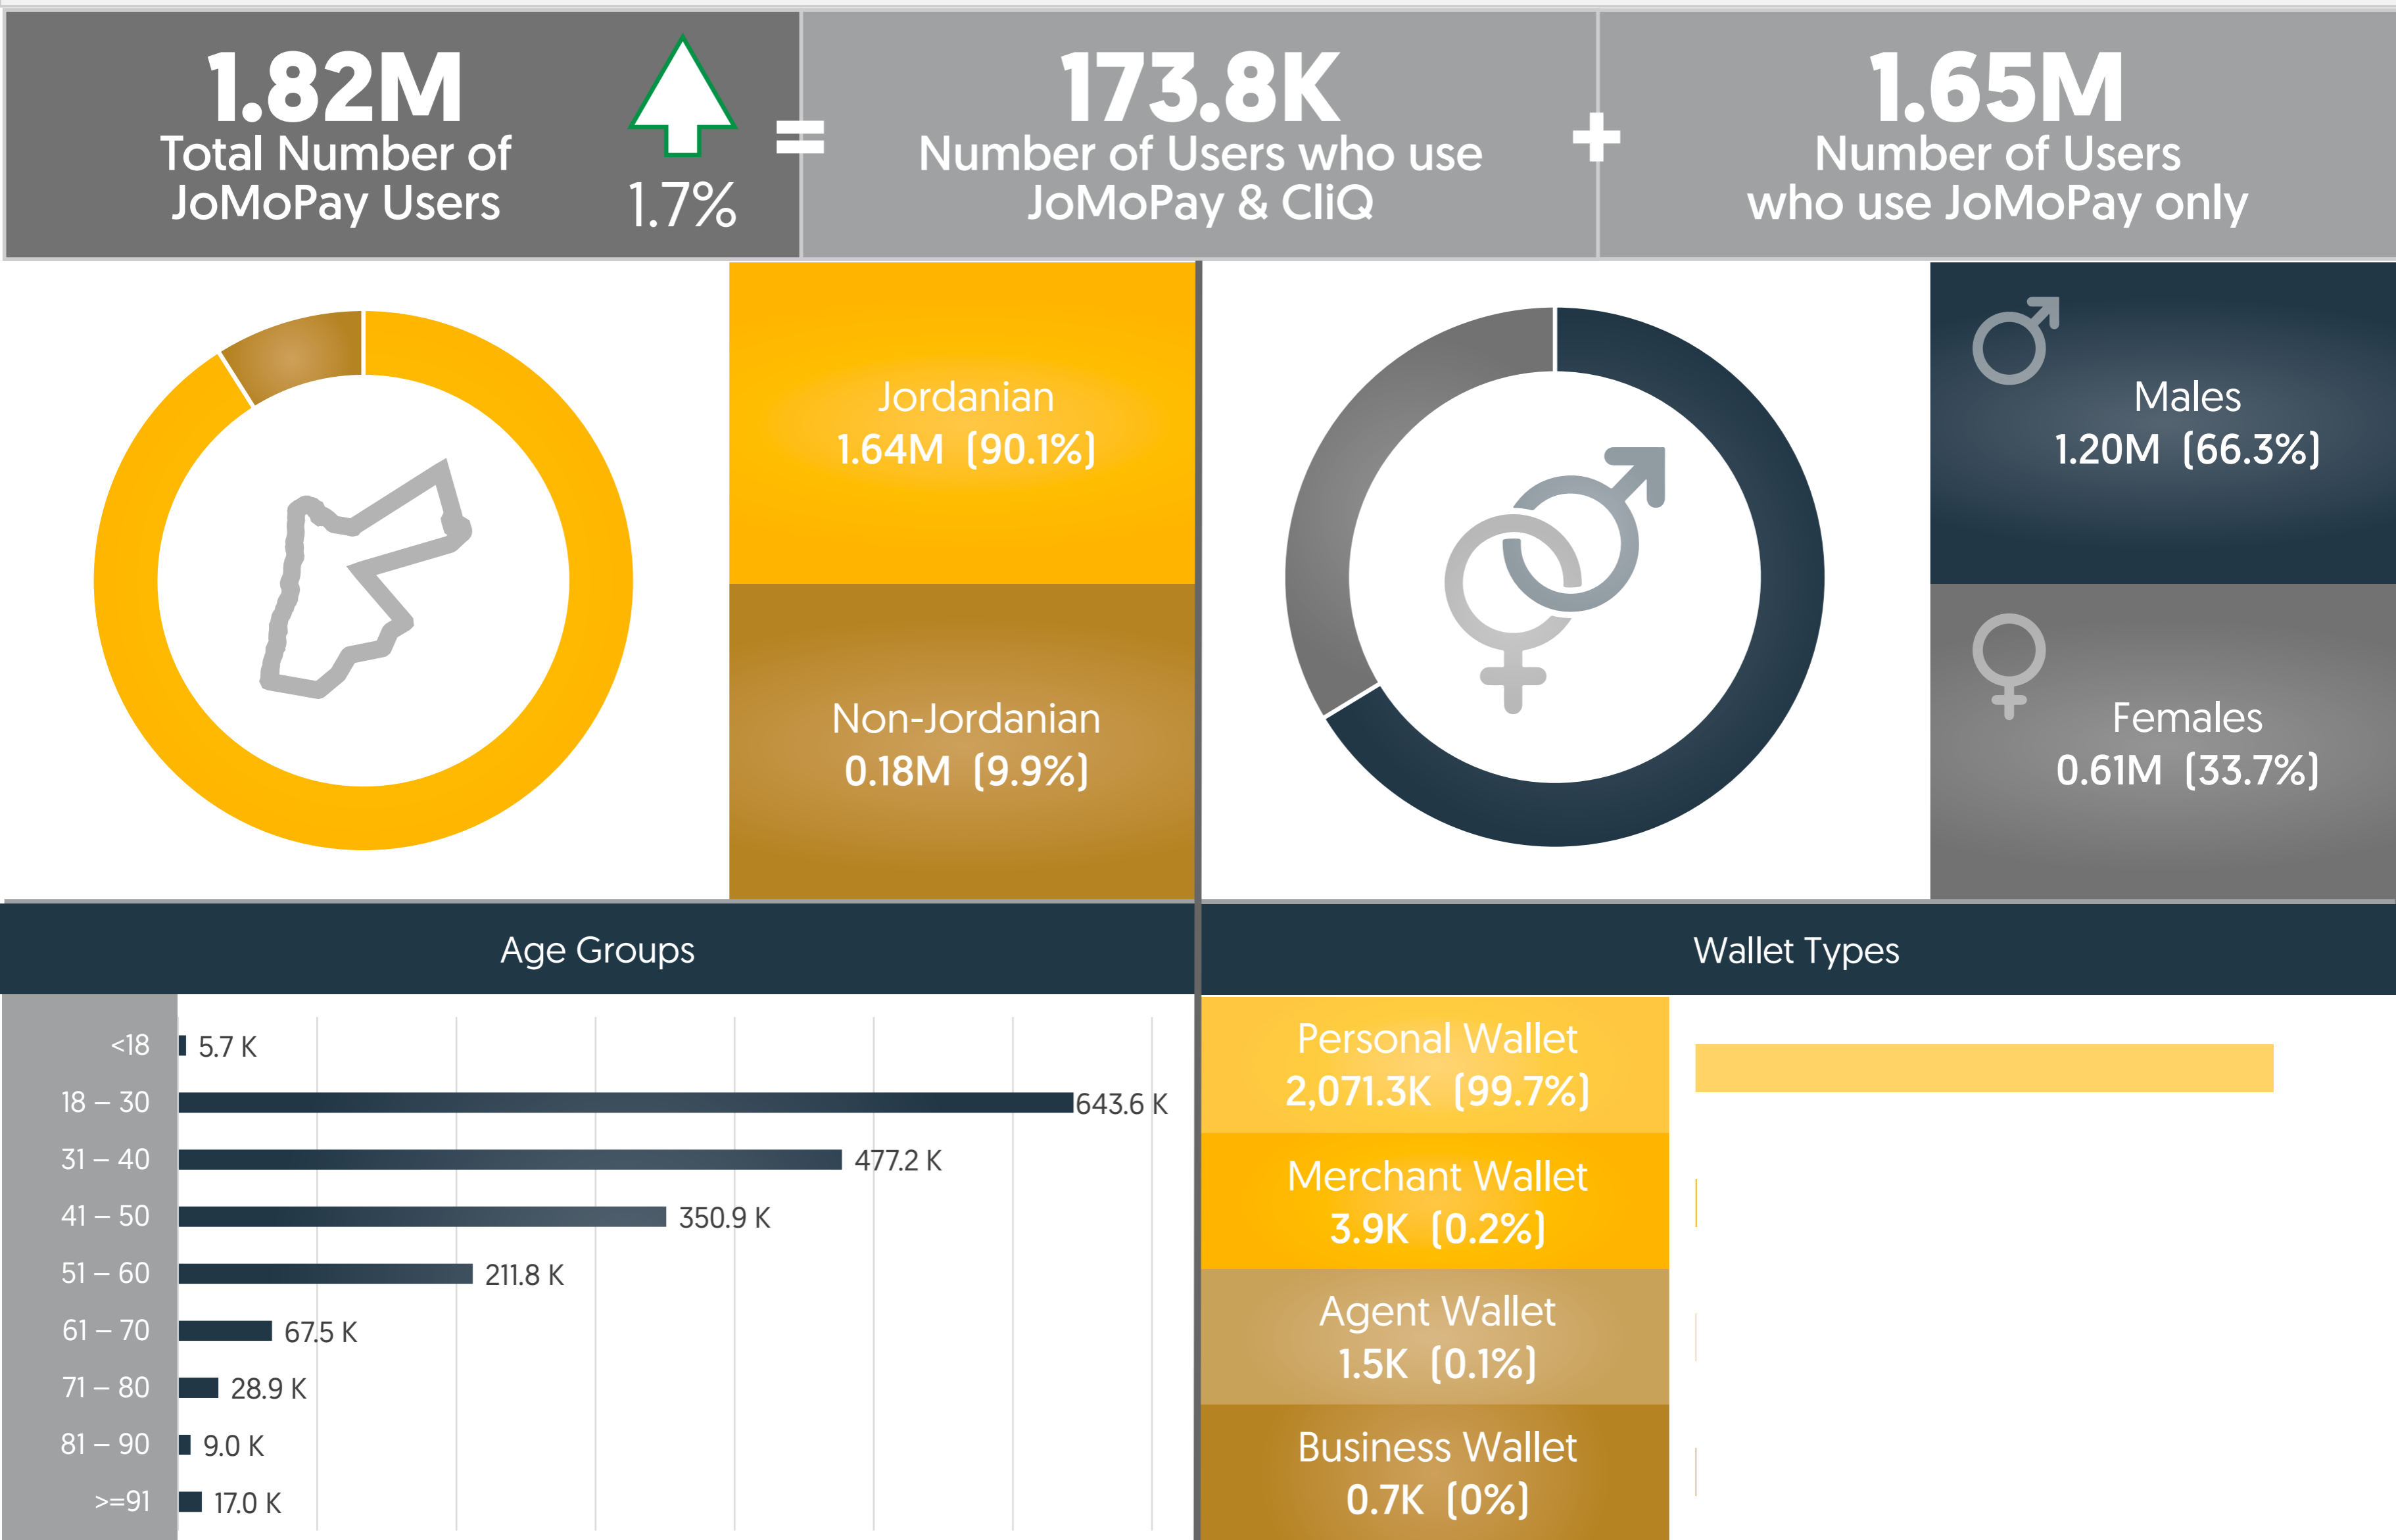 1.82M
Total Number of
JoMoPay Users
1.7%
=
173.8K
Number of Users who use
JoMoPay & CliQ
+
1.65M
Number of Users
who use JoMoPay only
Jordanian
1.64M (90.1%)
Non-Jordanian
0.18M (9.9%)
Males
1.20M (66.3%)
Females
0.61M (33.7%)
Age Groups
<18 5.7 K
18 – 30 643.6 K
31 – 40 477.2 K
41 – 50 350.9 K
51 – 60 211.8 K
61 – 70 67.5 K
71 – 80 28.9 K
81 – 90 9.0 K
>=91 17.0 K
Wallet Types
Personal Wallet
2,071.3K (99.7%)
Merchant Wallet
3.9K (0.2%)
Agent Wallet
1.5K (0.1%)
Business Wallet
0.7K (0%)